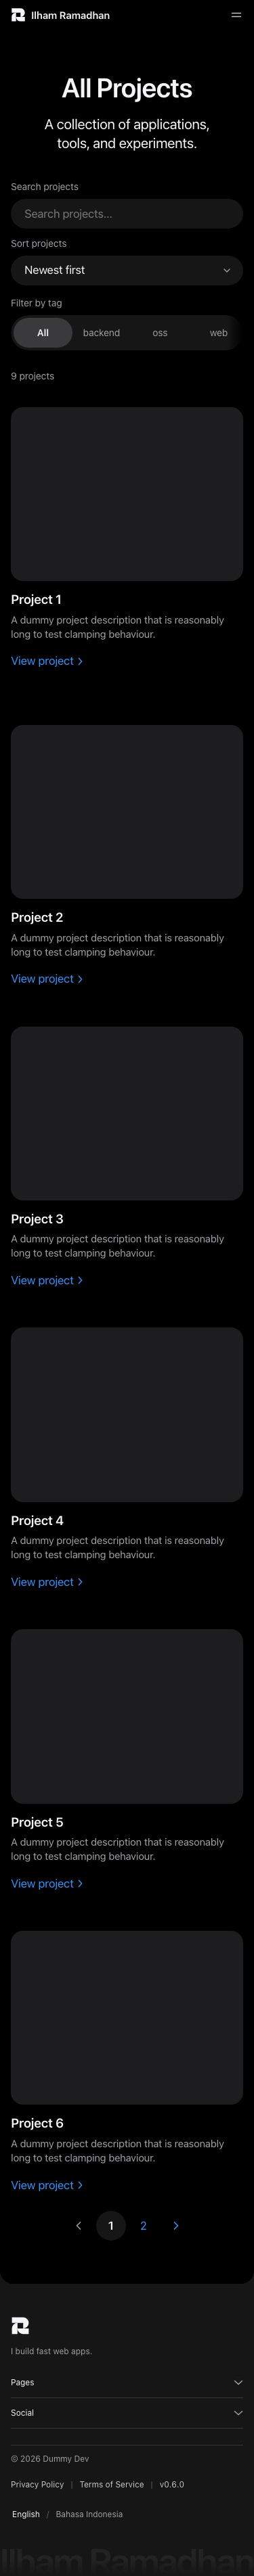 Ilham Ramadhan
All Projects
A collection of applications,
tools, and experiments.
Search projects
Search projects...
Sort projects
Newest first
Filter by tag
All backend oss web
9 projects
Project 1
A dummy project description that is reasonably
long to test clamping behaviour.
View project
Project 2
A dummy project description that is reasonably
long to test clamping behaviour.
View project
Project 3
A dummy project description that is reasonably
long to test clamping behaviour.
View project
Project 4
A dummy project description that is reasonably
long to test clamping behaviour.
View project
Project 5
A dummy project description that is reasonably
long to test clamping behaviour.
View project
Project 6
A dummy project description that is reasonably
long to test clamping behaviour.
View project
1 2
I build fast web apps.
Pages
Social
© 2026 Dummy Dev
Privacy Policy | Terms of Service | v0.6.0
English / Bahasa Indonesia
Ilham Ramadhan